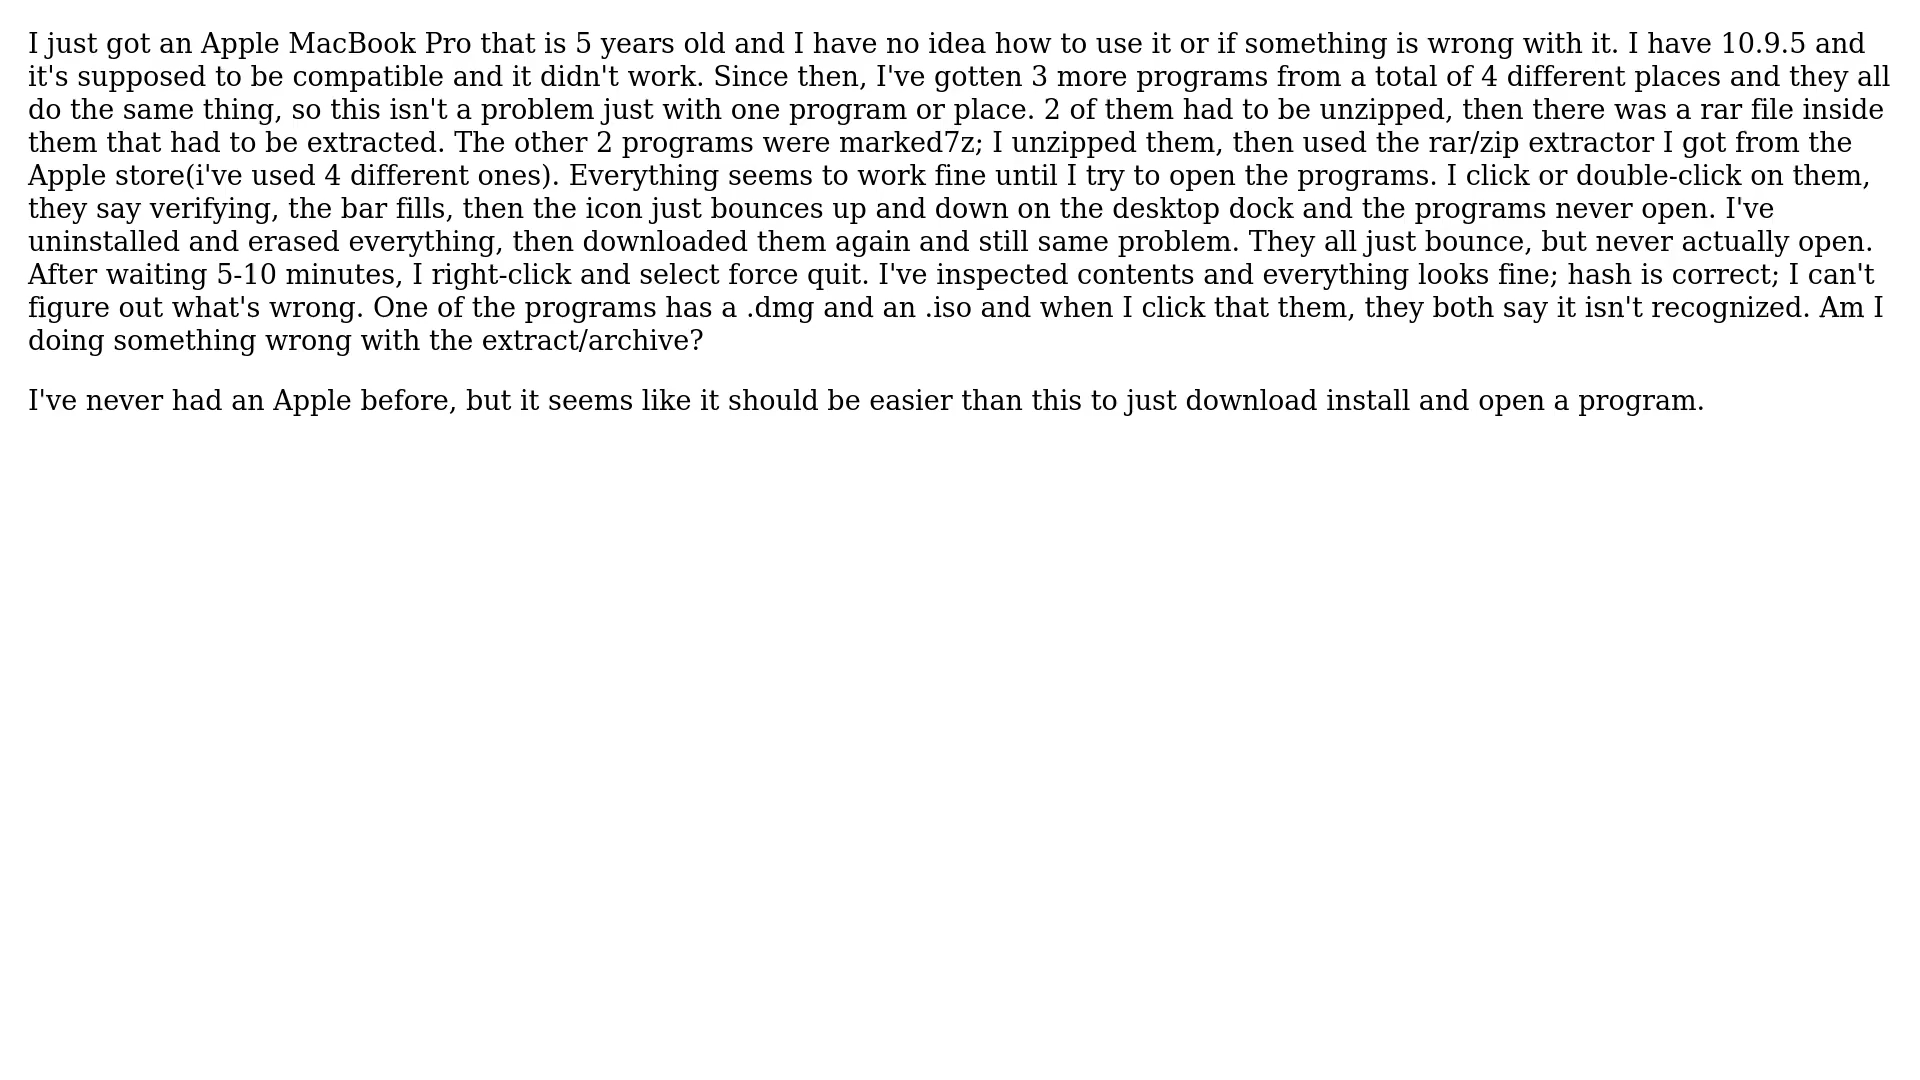 I just got an Apple MacBook Pro that is 5 years old and I have no idea how to use it or if something is wrong with it. I have 10.9.5 and
it's supposed to be compatible and it didn't work. Since then, I've gotten 3 more programs from a total of 4 different places and they all
do the same thing, so this isn't a problem just with one program or place. 2 of them had to be unzipped, then there was a rar file inside
them that had to be extracted. The other 2 programs were marked7z; I unzipped them, then used the rar/zip extractor I got from the
Apple store(i've used 4 different ones). Everything seems to work fine until I try to open the programs. I click or double-click on them,
they say verifying, the bar fills, then the icon just bounces up and down on the desktop dock and the programs never open. I've
uninstalled and erased everything, then downloaded them again and still same problem. They all just bounce, but never actually open.
After waiting 5-10 minutes, I right-click and select force quit. I've inspected contents and everything looks fine; hash is correct; I can't
figure out what's wrong. One of the programs has a .dmg and an .iso and when I click that them, they both say it isn't recognized. Am I
doing something wrong with the extract/archive?
I've never had an Apple before, but it seems like it should be easier than this to just download install and open a program.